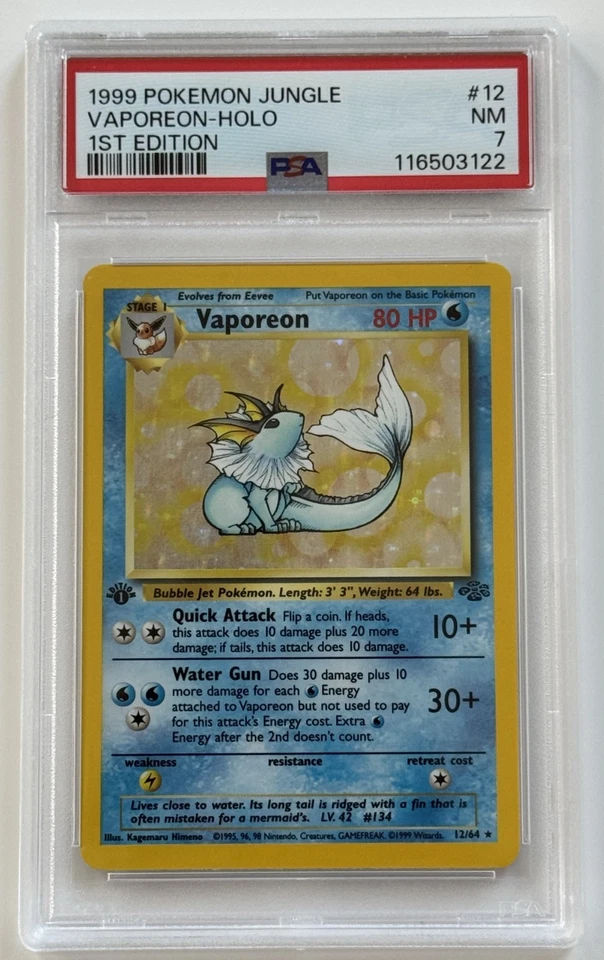 1999 POKEMON JUNGLE #12
VAPOREON-HOLO NM
1ST EDITION 7
PSA 116503122
Evolves from Eevee Put Vaporeon on the Basic Pokémon
STAGE 1 Vaporeon 80 HP
Bubble Jet Pokémon. Length: 3' 3", Weight: 64 lbs.
EDITION
1
Quick Attack Flip a coin. If heads,
this attack does 10 damage plus 20 more 10+
damage; if tails, this attack does 10 damage.
Water Gun Does 30 damage plus 10
more damage for each Energy
attached to Vaporeon but not used to pay 30+
for this attack's Energy cost. Extra
Energy after the 2nd doesn't count.
weakness resistance retreat cost
Lives close to water. Its long tail is ridged with a fin that is
often mistaken for a mermaid's. LV. 42 #134
Illus. Kagemaru Himeno ©1995, 96, 98 Nintendo, Creatures, GAMEFREAK. ©1999 Wizards. 12/64 ★
PSA